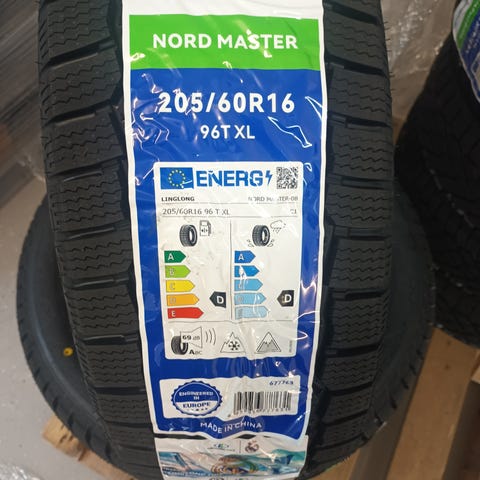 NORD MASTER
205/60R16
96T XL
ENERG
LINGLONG NORD MASTER-08
205/60R16 96 T XL C1
A A
B B
C C
D D D D
E E
69 dB
ABC
ENGINEERED
IN
EUROPE
MADE IN CHINA